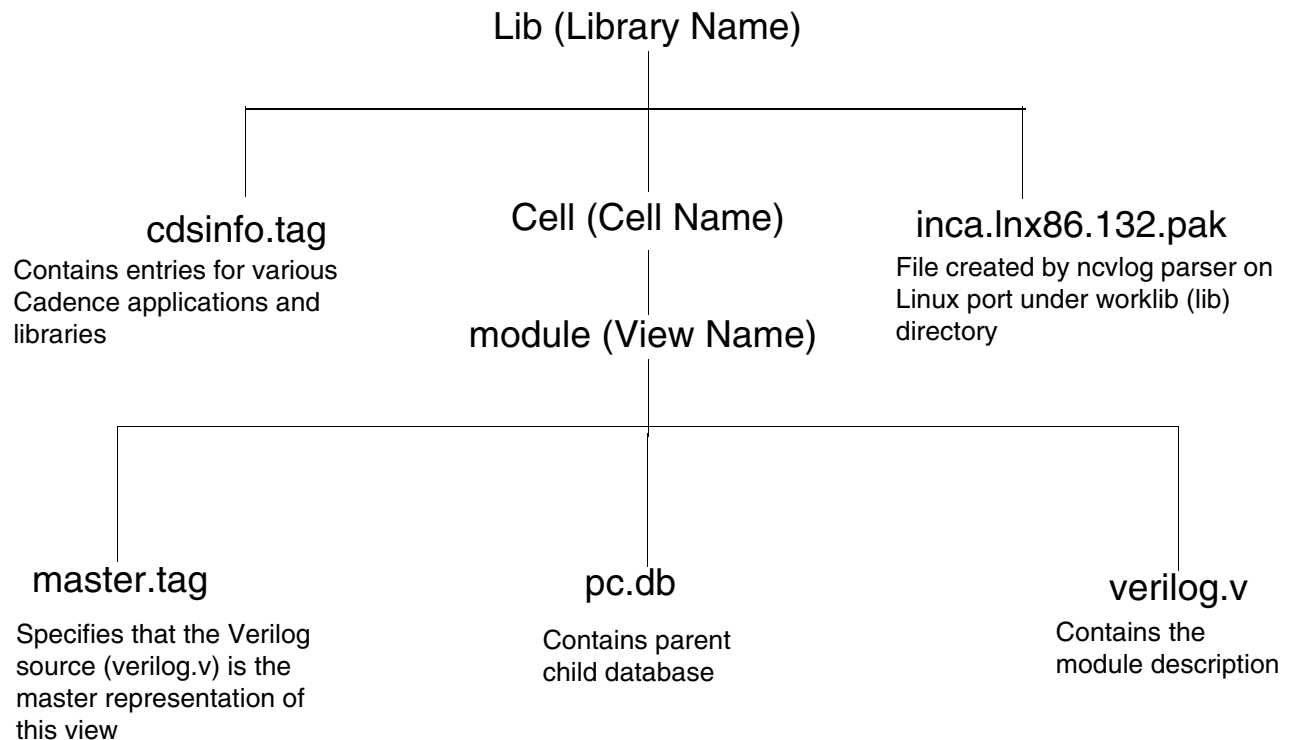 Lib (Library Name)
cdsinfo.tag
Contains entries for various
Cadence applications and
libraries
Cell (Cell Name)
inca.lnx86.132.pak
File created by ncvlog parser on
Linux port under worklib (lib)
directory
module (View Name)
master.tag
Specifies that the Verilog
source (verilog.v) is the
master representation of
this view
pc.db
Contains parent
child database
verilog.v
Contains the
module description